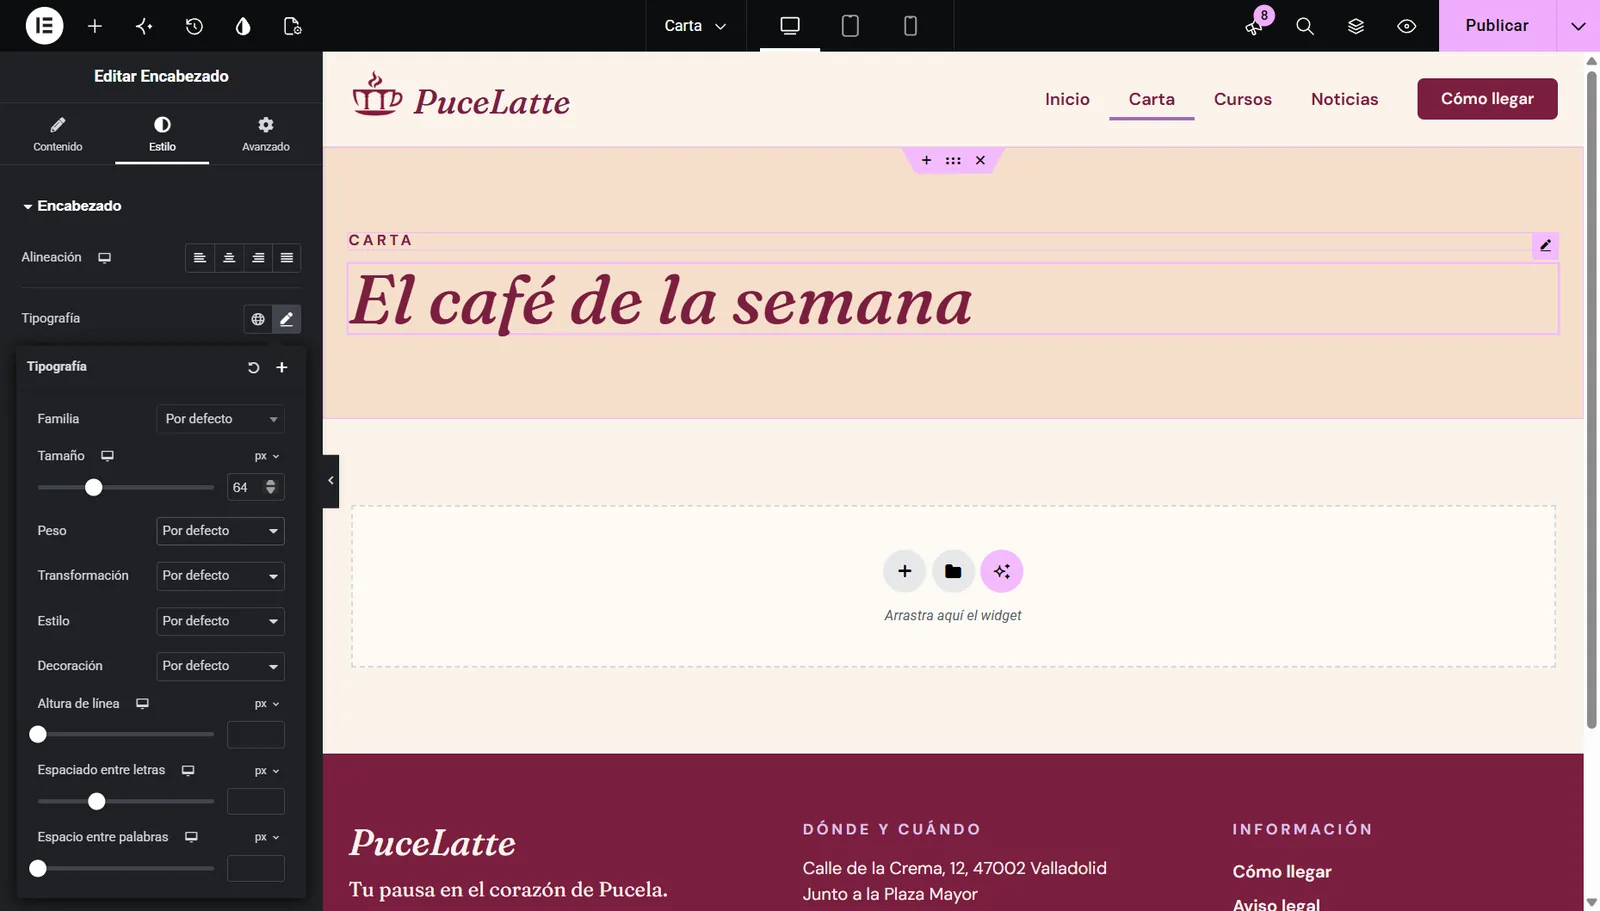 Carta
8
Publicar
Editar Encabezado
Contenido
Estilo
Avanzado
Encabezado
Alineación
Tipografía
Tipografía
Familia
Por defecto
Tamaño
px
64
Peso
Por defecto
Transformación
Por defecto
Estilo
Por defecto
Decoración
Por defecto
Altura de línea
px
Espaciado entre letras
px
Espacio entre palabras
px
PuceLatte
Inicio
Carta
Cursos
Noticias
Cómo llegar
CARTA
El café de la semana
Arrastra aquí el widget
PuceLatte
Tu pausa en el corazón de Pucela.
DÓNDE Y CUÁNDO
Calle de la Crema, 12, 47002 Valladolid
Junto a la Plaza Mayor
INFORMACIÓN
Cómo llegar
Aviso legal